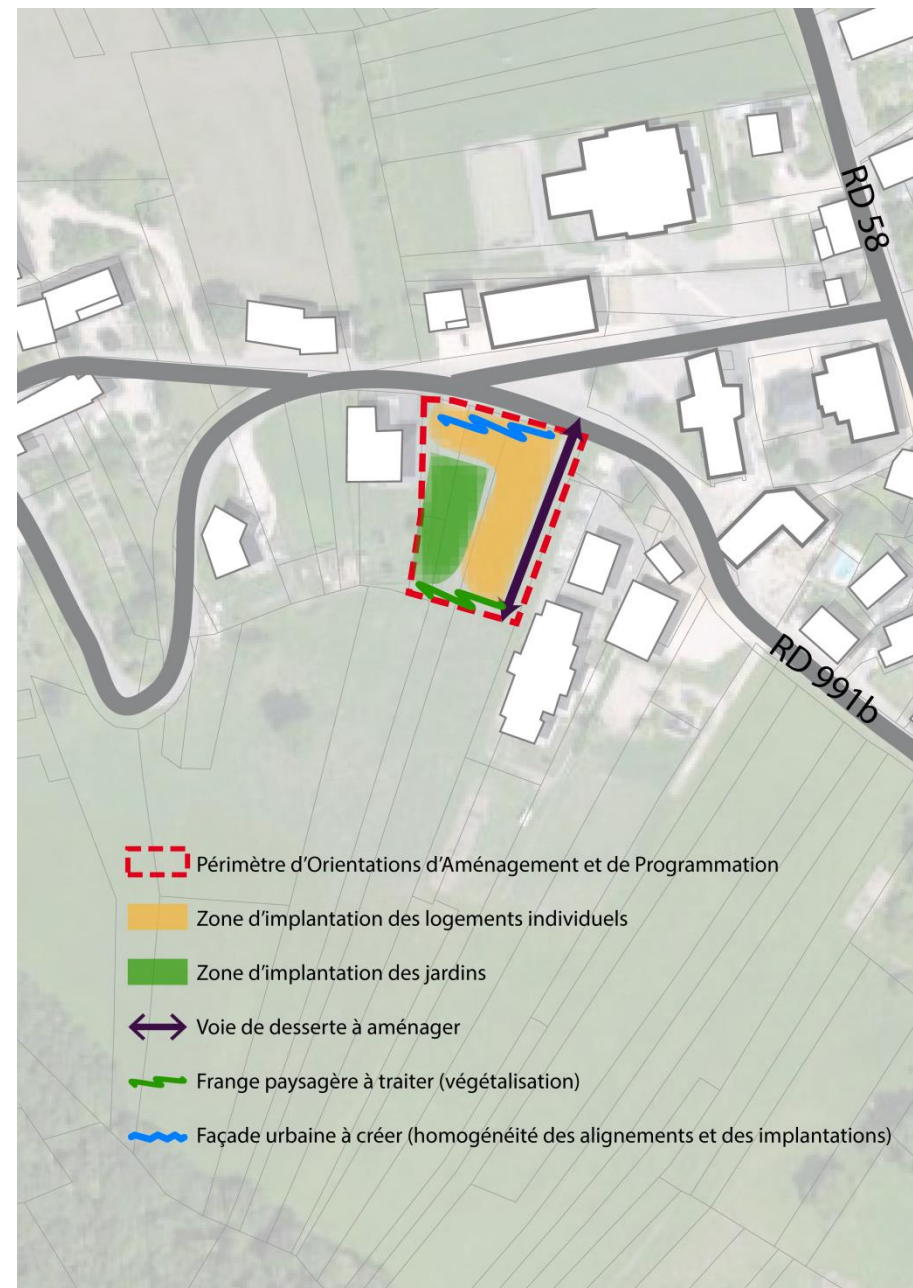 RD 58
RD 991b
Périmètre d'Orientations d'Aménagement et de Programmation
Zone d'implantation des logements individuels
Zone d'implantation des jardins
Voie de desserte à aménager
Frange paysagère à traiter (végétalisation)
Façade urbaine à créer (homogénéité des alignements et des implantations)